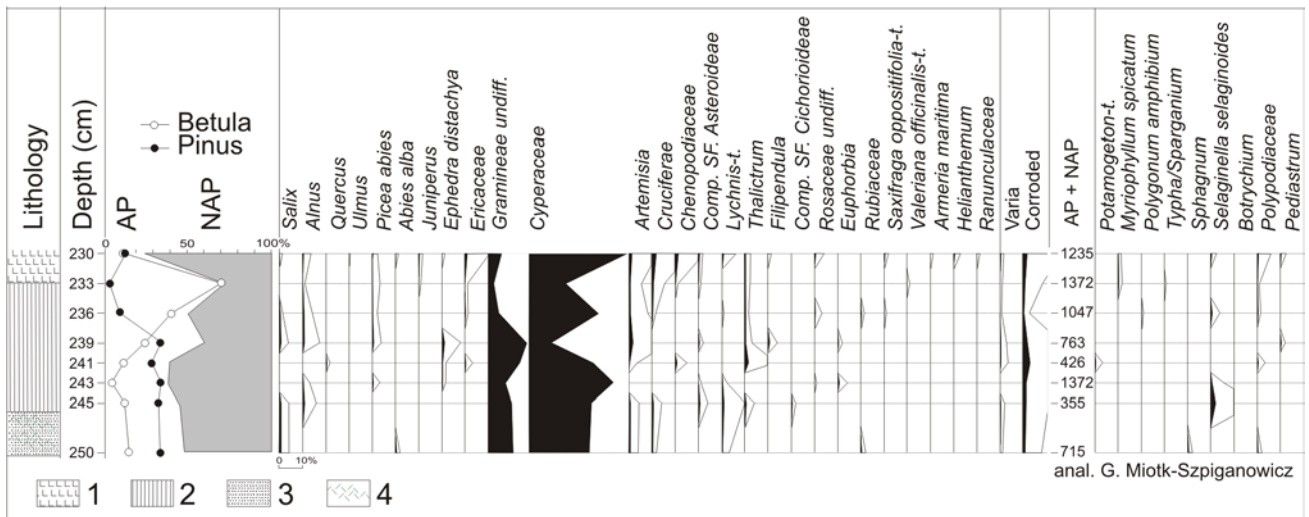 Lithology
Depth (cm)
AP
NAP
Betula
Pinus
0 50 100%
Salix
Alnus
Quercus
Ulmus
Picea abies
Abies alba
Juniperus
Ephedra distachya
Ericaceae
Gramineae undiff.
Cyperaceae
Artemisia
Cruciferae
Chenopodiaceae
Comp. SF. Asteroideae
Lychnis-t.
Thalictrum
Filipendula
Comp. SF. Cichorioideae
Rosaceae undiff.
Euphorbia
Rubiaceae
Saxifraga oppositifolia-t.
Valeriana officinalis-t.
Armeria maritima
Helianthemum
Ranunculaceae
Varia
Corroded
AP + NAP
Potamogeton-t.
Myriophyllum spicatum
Polygonum amphibium
Typha/Sparganium
Sphagnum
Selaginella selaginoides
Botrychium
Polypodiaceae
Pediastrum
230 1235
233 1372
236 1047
239 763
241 426
243 1372
245 355
250 715
0 10%
anal. G. Miotk-Szpiganowicz
1 2 3 4